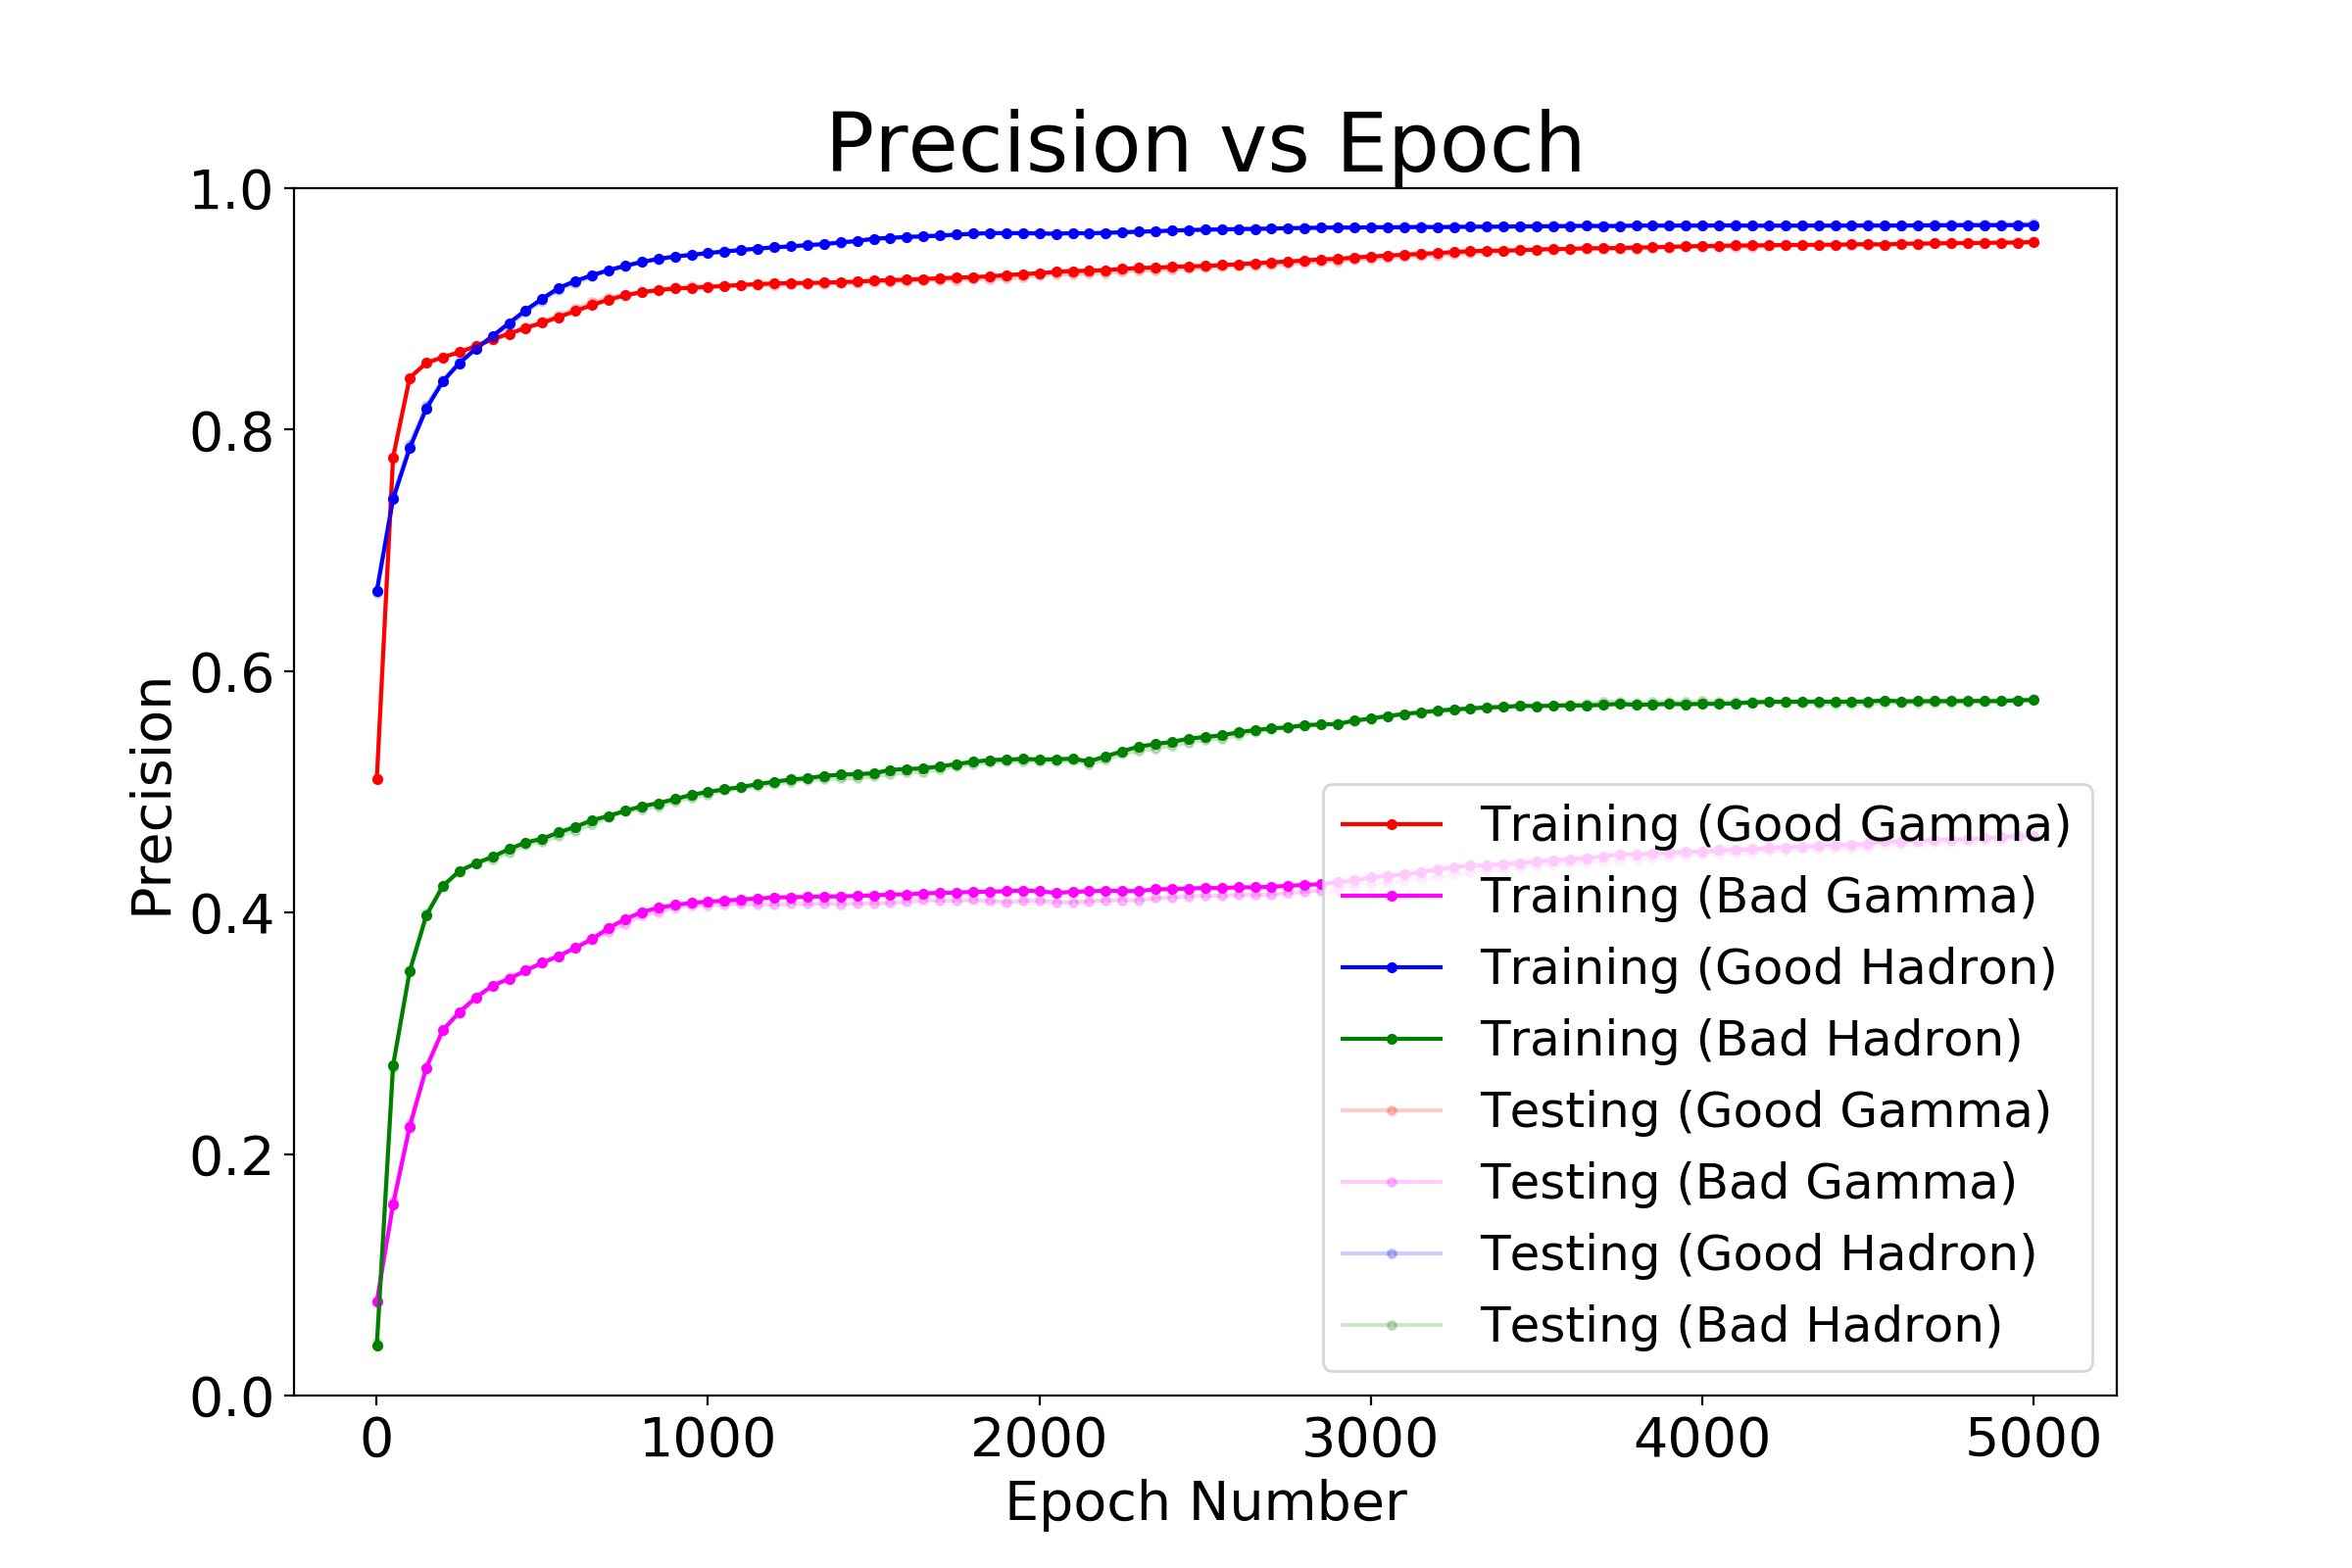 Precision vs Epoch
1.0
0.8
0.6
0.4
0.2
0.0
Precision
Training (Good Gamma)
Training (Bad Gamma)
Training (Good Hadron)
Training (Bad Hadron)
Testing (Good Gamma)
Testing (Bad Gamma)
Testing (Good Hadron)
Testing (Bad Hadron)
0 1000 2000 3000 4000 5000
Epoch Number